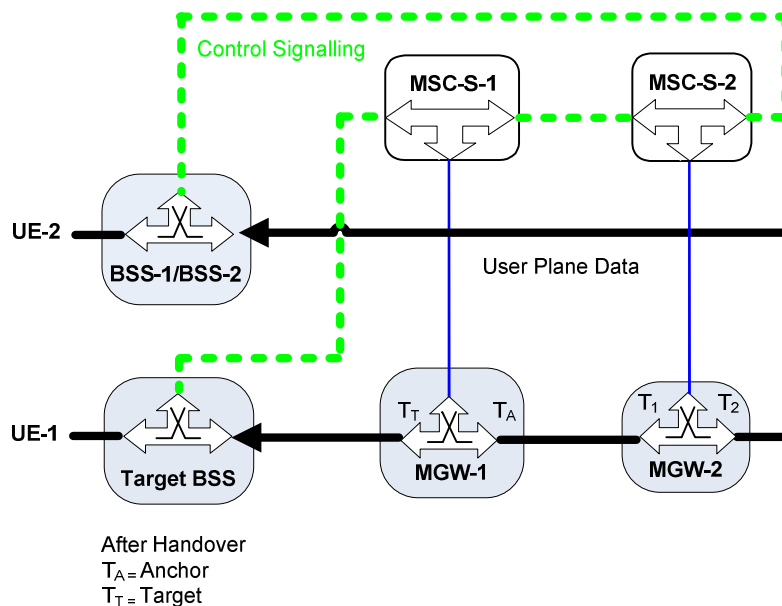 Control Signalling
MSC-S-1
MSC-S-2
UE-2
BSS-1/BSS-2
User Plane Data
UE-1
Target BSS
TT
TA
MGW-1
T1
T2
MGW-2
After Handover
TA = Anchor
TT = Target